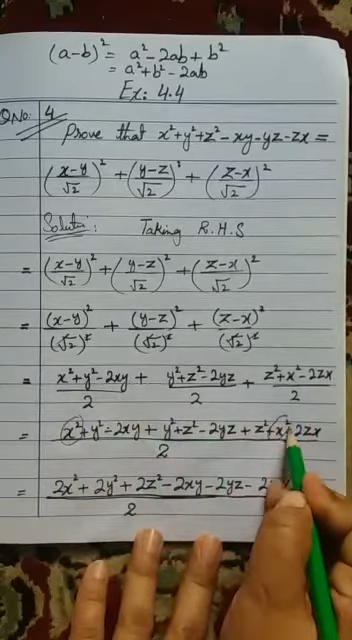 (a-b)² = a² - 2ab + b²
= a² + b² - 2ab
Ex: 4.4
QNo: 4
Prove that x²+y²+z²-xy-yz-zx =
((x-y)/√2)² + ((y-z)/√2)² + ((z-x)/√2)²
Solution: Taking R.H.S
= ((x-y)/√2)² + ((y-z)/√2)² + ((z-x)/√2)²
= (x-y)²/(√2)² + (y-z)²/(√2)² + (z-x)²/(√2)²
= (x²+y²-2xy)/2 + (y²+z²-2yz)/2 + (z²+x²-2zx)/2
= (x²+y²-2xy + y²+z²-2yz + z²+x²-2zx)/2
= (2x²+2y²+2z²-2xy-2yz-2)/2